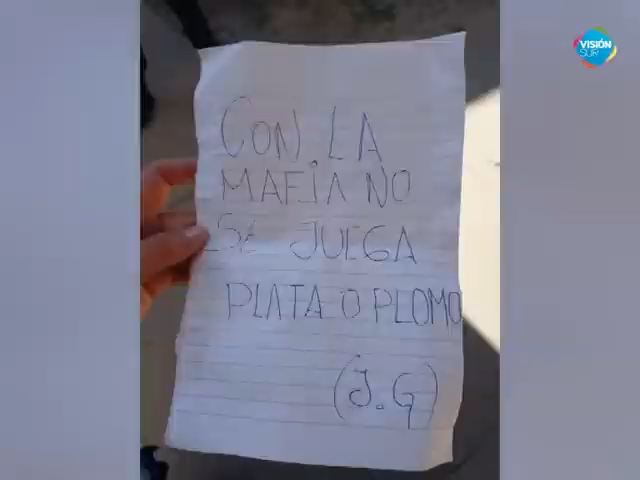 VISIÓN
SUR
CON LA
MAFiA NO
SE JUEGA
PLATA O PLOMO
(J.G)